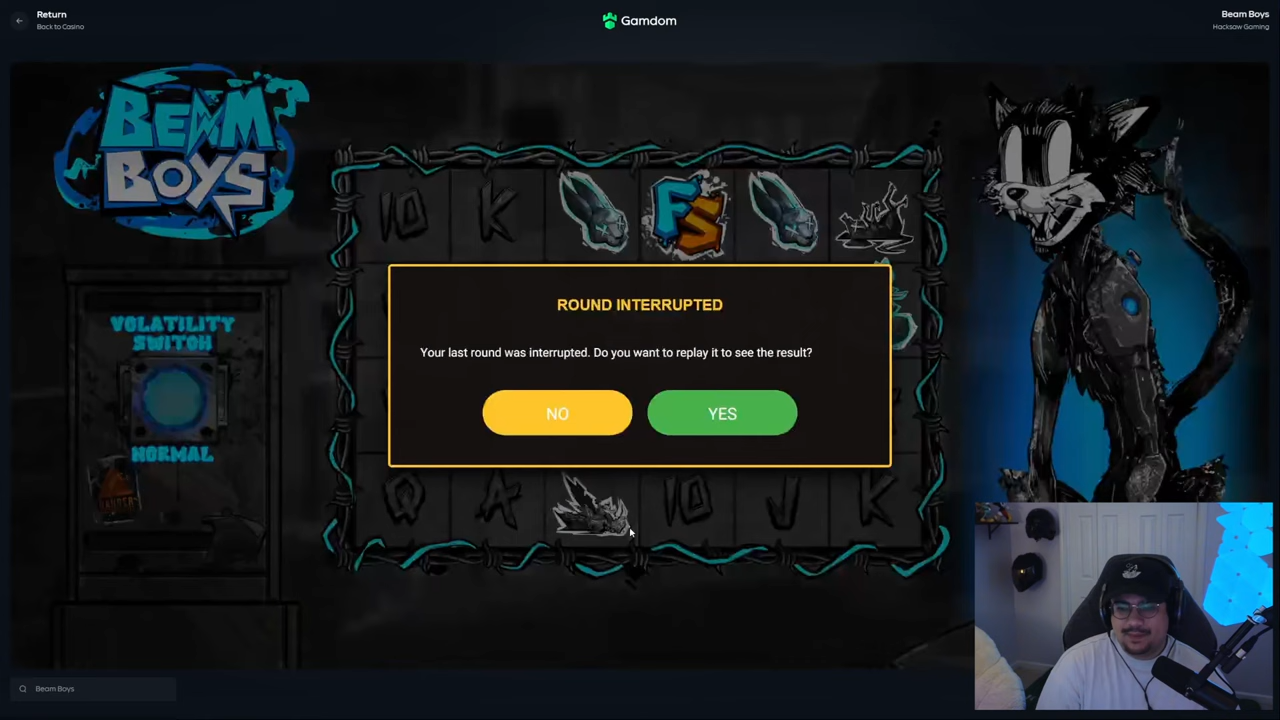 Return
Back to Casino
Gamdom
Beam Boys
Hacksaw Gaming
BEAM
BOYS
10 K FS
VOLATILITY
SWITCH
NORMAL
ROUND INTERRUPTED
Your last round was interrupted. Do you want to replay it to see the result?
NO YES
Q A 10 J K
Beam Boys